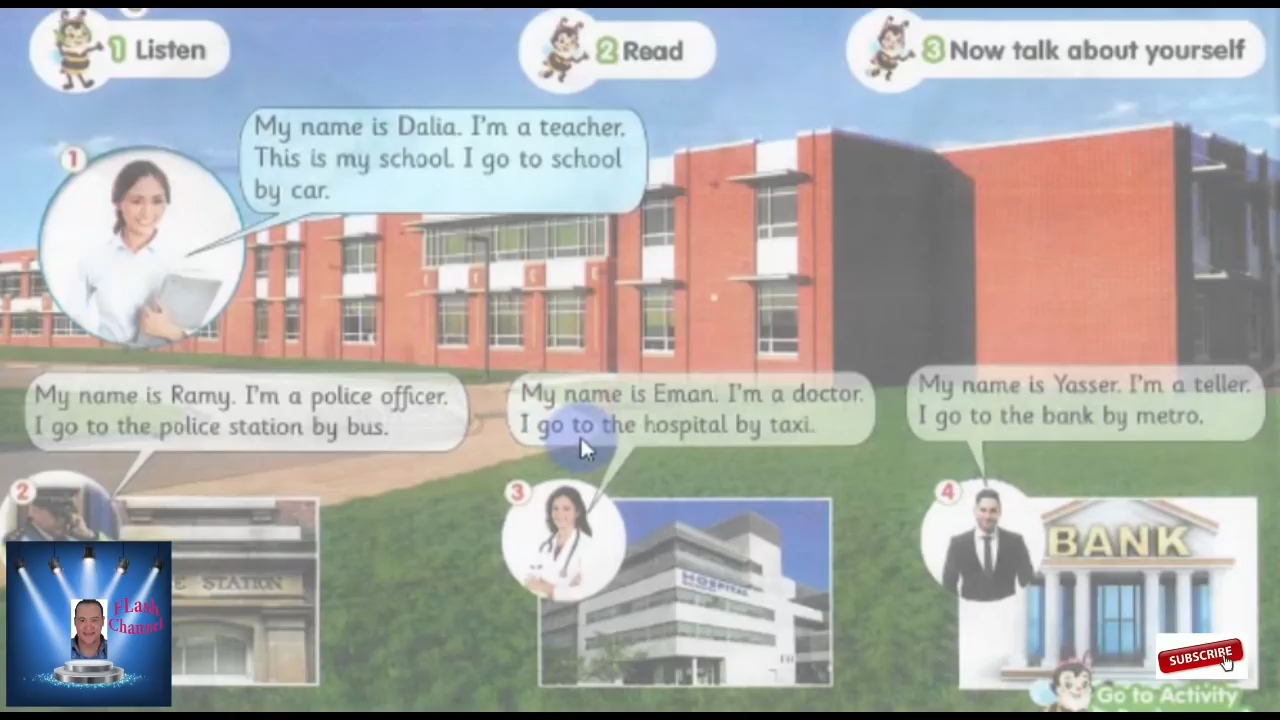 1 Listen
2 Read
3 Now talk about yourself
1
My name is Dalia. I'm a teacher.
This is my school. I go to school
by car.
My name is Ramy. I'm a police officer.
I go to the police station by bus.
My name is Eman. I'm a doctor.
I go to the hospital by taxi.
My name is Yasser. I'm a teller.
I go to the bank by metro.
2
3
4
STATION
HOSPITAL
BANK
FLash
Channel
SUBSCRIBE
Go to Activity